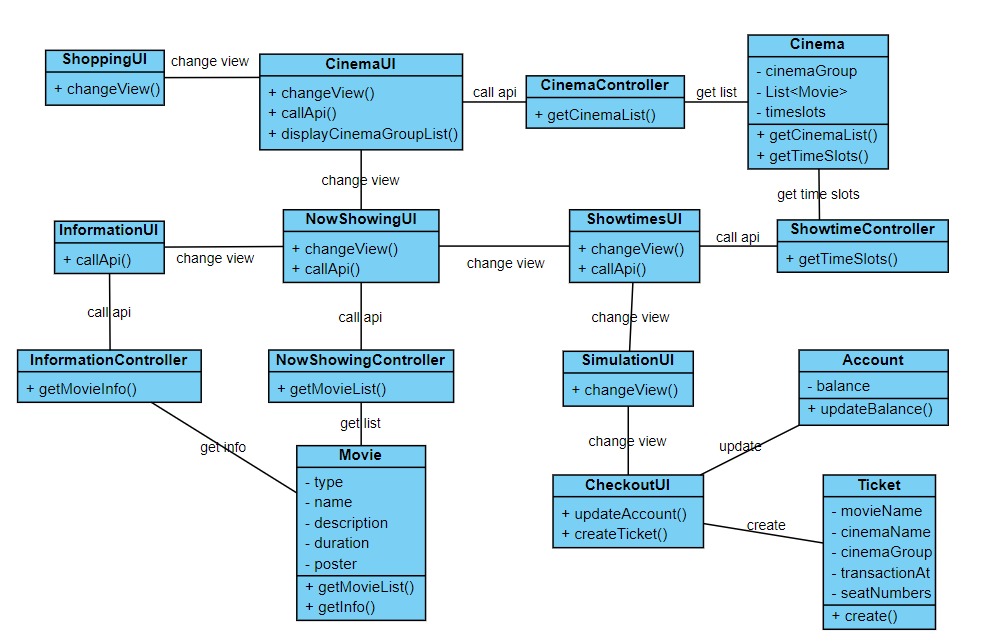 ShoppingUI
+ changeView()
change view
CinemaUI
+ changeView()
+ callApi()
+ displayCinemaGroupList()
call api
CinemaController
+ getCinemaList()
get list
Cinema
- cinemaGroup
- List<Movie>
- timeslots
+ getCinemaList()
+ getTimeSlots()
change view
get time slots
InformationUI
+ callApi()
change view
NowShowingUI
+ changeView()
+ callApi()
change view
ShowtimesUI
+ changeView()
+ callApi()
call api
ShowtimeController
+ getTimeSlots()
call api
call api
change view
InformationController
+ getMovieInfo()
NowShowingController
+ getMovieList()
SimulationUI
+ changeView()
Account
- balance
+ updateBalance()
get info
get list
change view
update
Movie
- type
- name
- description
- duration
- poster
+ getMovieList()
+ getInfo()
CheckoutUI
+ updateAccount()
+ createTicket()
create
Ticket
- movieName
- cinemaName
- cinemaGroup
- transactionAt
- seatNumbers
+ create()